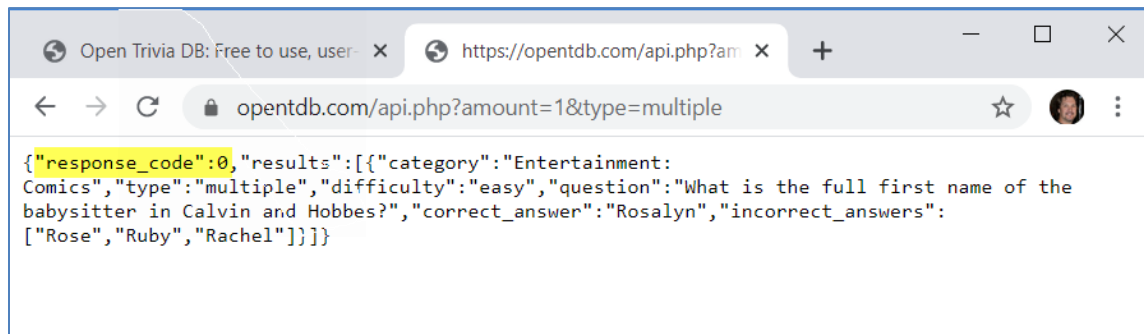 Open Trivia DB: Free to use, user-
https://opentdb.com/api.php?am
opentdb.com/api.php?amount=1&type=multiple
{"response_code":0,"results":[{"category":"Entertainment:
Comics","type":"multiple","difficulty":"easy","question":"What is the full first name of the
babysitter in Calvin and Hobbes?","correct_answer":"Rosalyn","incorrect_answers":
["Rose","Ruby","Rachel"]}]}